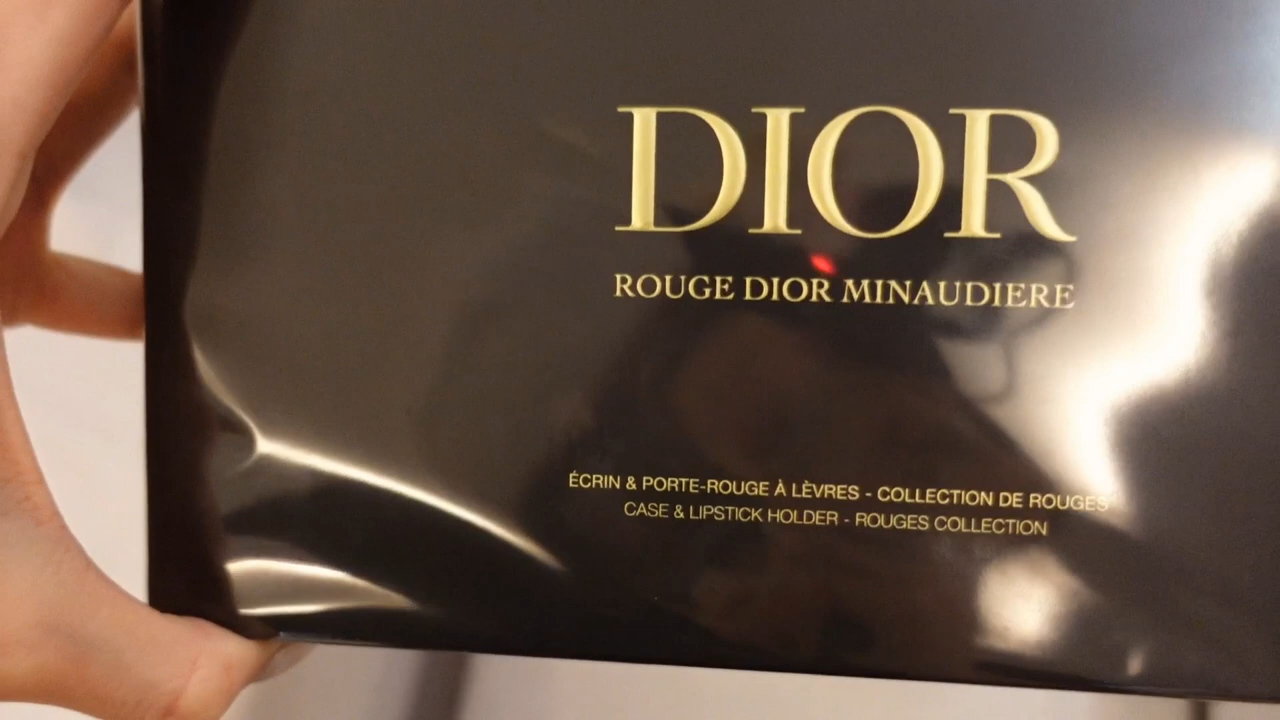 DIOR
ROUGE DIOR MINAUDIERE
ÉCRIN & PORTE-ROUGE À LÈVRES - COLLECTION DE ROUGES
CASE & LIPSTICK HOLDER - ROUGES COLLECTION